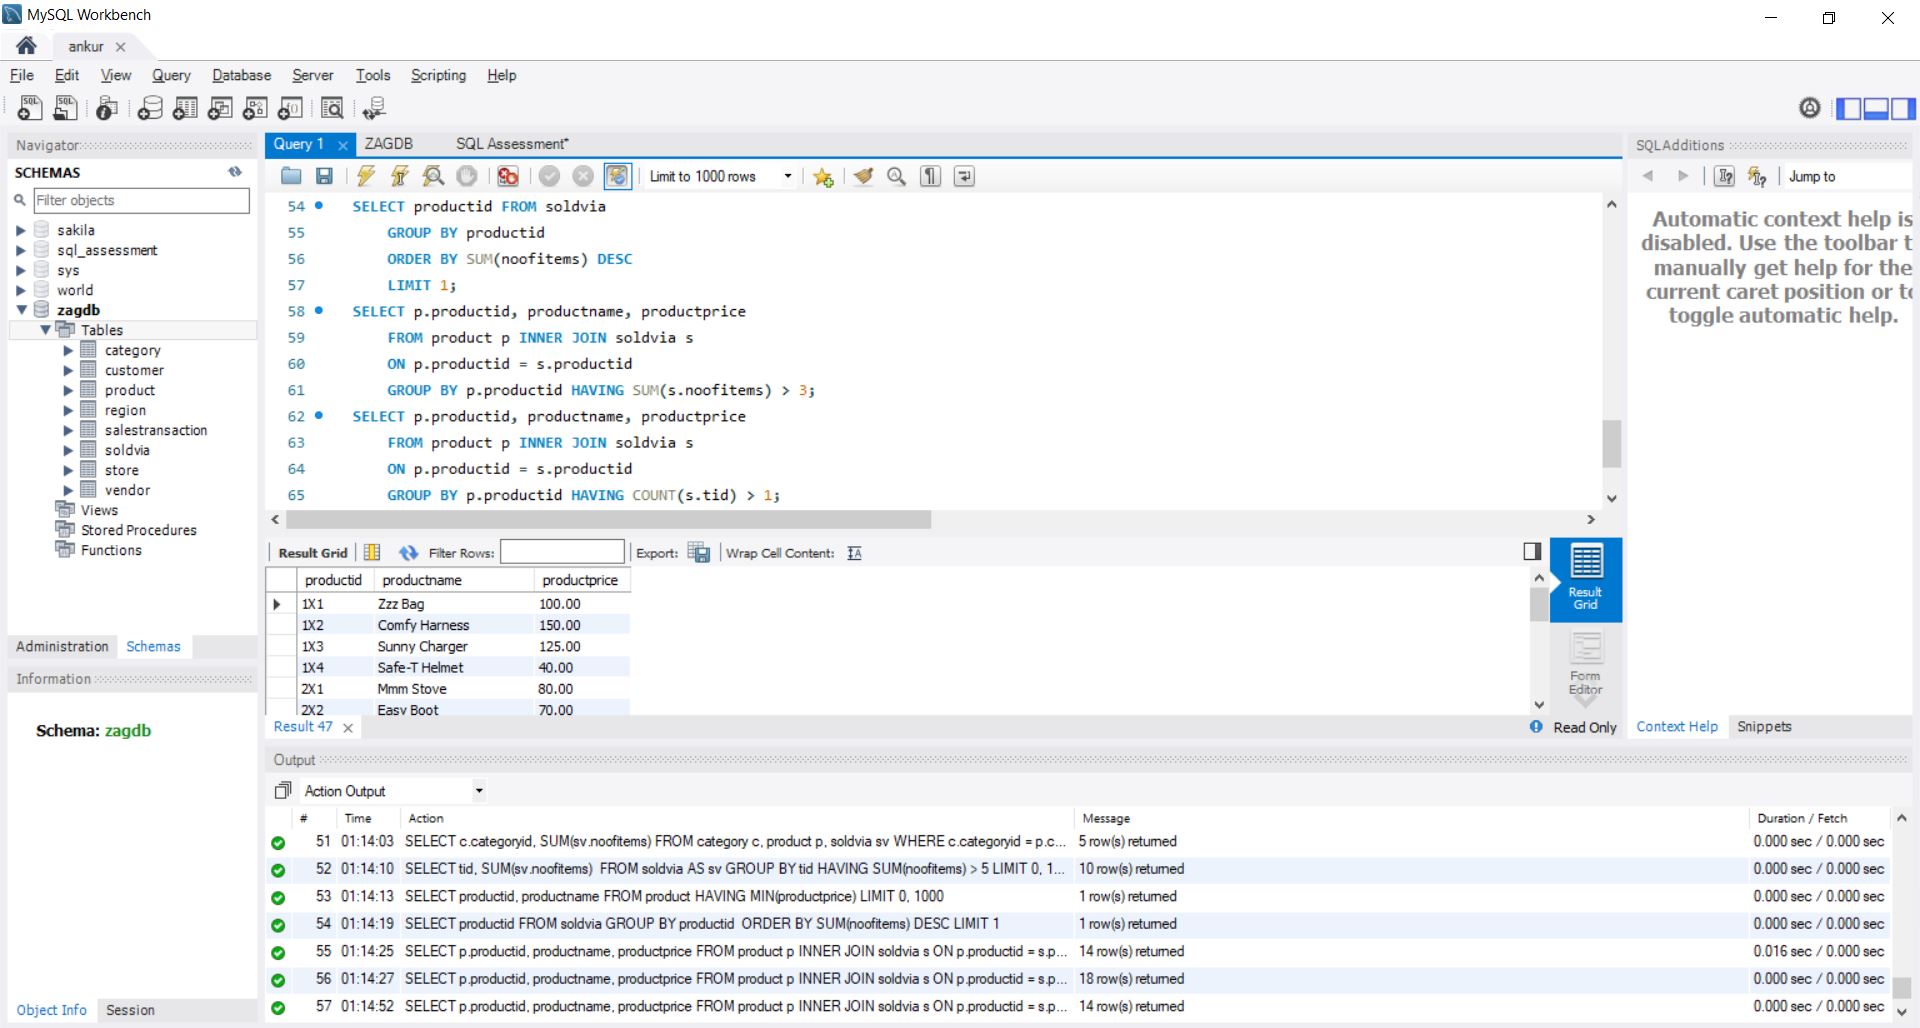 MySQL Workbench
ankur
File Edit View Query Database Server Tools Scripting Help
Navigator
SCHEMAS
Filter objects
sakila
sql_assessment
sys
world
zagdb
Tables
category
customer
product
region
salestransaction
soldvia
store
vendor
Views
Stored Procedures
Functions
Administration Schemas
Information
Schema: zagdb
Object Info Session
Query 1 ZAGDB SQL Assessment*
Limit to 1000 rows
54 SELECT productid FROM soldvia
55 GROUP BY productid
56 ORDER BY SUM(noofitems) DESC
57 LIMIT 1;
58 SELECT p.productid, productname, productprice
59 FROM product p INNER JOIN soldvia s
60 ON p.productid = s.productid
61 GROUP BY p.productid HAVING SUM(s.noofitems) > 3;
62 SELECT p.productid, productname, productprice
63 FROM product p INNER JOIN soldvia s
64 ON p.productid = s.productid
65 GROUP BY p.productid HAVING COUNT(s.tid) > 1;
Result Grid Filter Rows: Export: Wrap Cell Content:
productid productname productprice
1X1 Zzz Bag 100.00
1X2 Comfy Harness 150.00
1X3 Sunny Charger 125.00
1X4 Safe-T Helmet 40.00
2X1 Mmm Stove 80.00
2X2 Easy Boot 70.00
Result Grid
Form Editor
Result 47 Read Only
SQLAdditions
Jump to
Automatic context help is
disabled. Use the toolbar t
manually get help for the
current caret position or to
toggle automatic help.
Context Help Snippets
Output
Action Output
# Time Action Message Duration / Fetch
51 01:14:03 SELECT c.categoryid, SUM(sv.noofitems) FROM category c, product p, soldvia sv WHERE c.categoryid = p.c... 5 row(s) returned 0.000 sec / 0.000 sec
52 01:14:10 SELECT tid, SUM(sv.noofitems) FROM soldvia AS sv GROUP BY tid HAVING SUM(noofitems) > 5 LIMIT 0, 1... 10 row(s) returned 0.000 sec / 0.000 sec
53 01:14:13 SELECT productid, productname FROM product HAVING MIN(productprice) LIMIT 0, 1000 1 row(s) returned 0.000 sec / 0.000 sec
54 01:14:19 SELECT productid FROM soldvia GROUP BY productid ORDER BY SUM(noofitems) DESC LIMIT 1 1 row(s) returned 0.000 sec / 0.000 sec
55 01:14:25 SELECT p.productid, productname, productprice FROM product p INNER JOIN soldvia s ON p.productid = s.p... 14 row(s) returned 0.016 sec / 0.000 sec
56 01:14:27 SELECT p.productid, productname, productprice FROM product p INNER JOIN soldvia s ON p.productid = s.p... 18 row(s) returned 0.000 sec / 0.000 sec
57 01:14:52 SELECT p.productid, productname, productprice FROM product p INNER JOIN soldvia s ON p.productid = s.p... 14 row(s) returned 0.000 sec / 0.000 sec